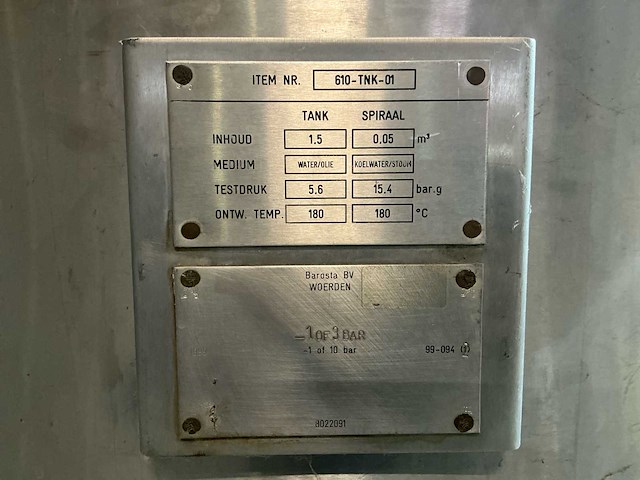 ITEM NR. 610-TNK-01
TANK SPIRAAL
INHOUD 1.5 0.05 m³
MEDIUM WATER/OLIE KOELWATER/STOOM
TESTDRUK 5.6 15.4 bar.g
ONTW. TEMP. 180 180 °C
Barosta BV
WOERDEN
-1 OF 3 BAR
-1 of 10 bar 99-094 (1)
8022091